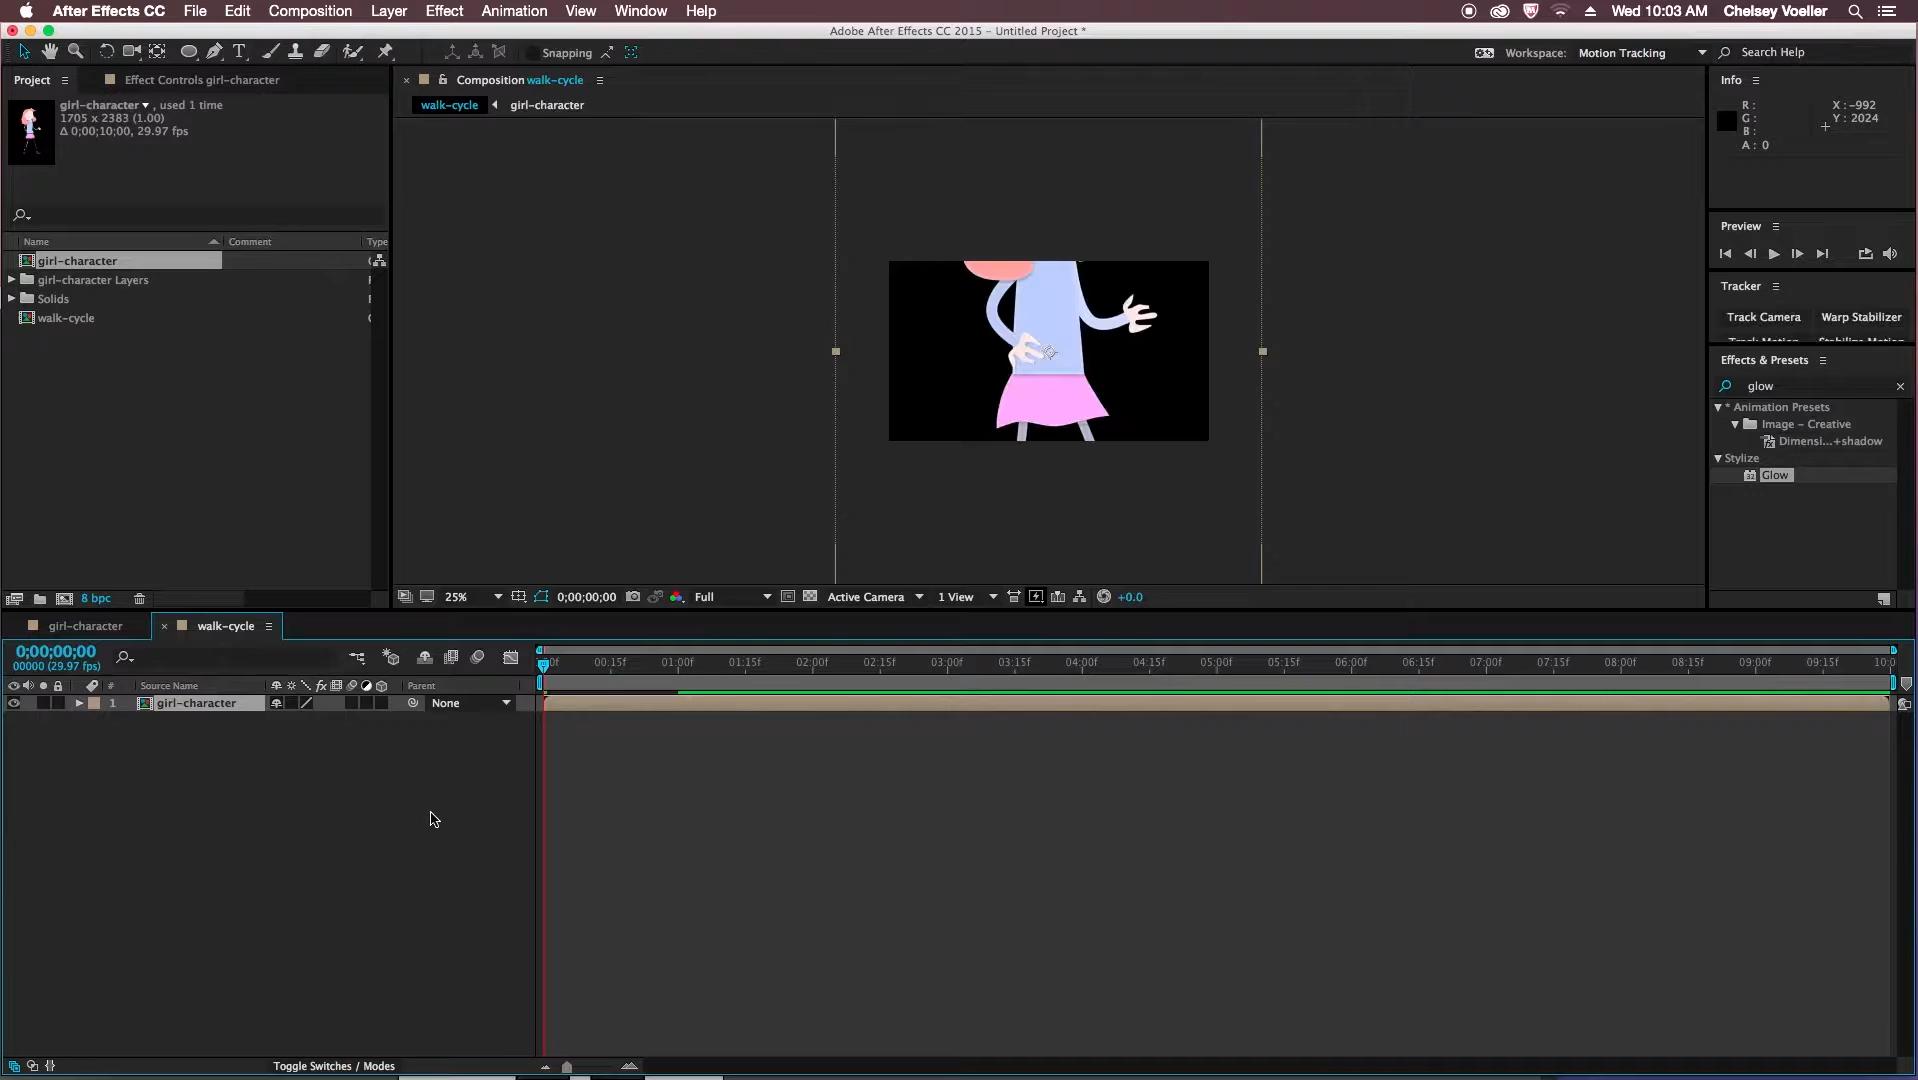 After Effects CC File Edit Composition Layer Effect Animation View Window Help Wed 10:03 AM Chelsey Voeller
Adobe After Effects CC 2015 – Untitled Project *
Snapping Workspace: Motion Tracking Search Help
Project Effect Controls girl-character
girl-character , used 1 time
1705 x 2383 (1.00)
Δ 0;00;10;00, 29.97 fps
Name Comment Type
girl-character
girl-character Layers
Solids
walk-cycle
8 bpc
Composition walk-cycle
walk-cycle girl-character
25% 0;00;00;00 Full Active Camera 1 View +0.0
Info
R: X: -992
G: Y: 2024
B:
A: 0
Preview
Tracker
Track Camera Warp Stabilizer
Effects & Presets
glow
* Animation Presets
Image – Creative
Dimensi...+shadow
Stylize
Glow
girl-character walk-cycle
0;00;00;00
00000 (29.97 fps)
00f 00:15f 01:00f 01:15f 02:00f 02:15f 03:00f 03:15f 04:00f 04:15f 05:00f 05:15f 06:00f 06:15f 07:00f 07:15f 08:00f 08:15f 09:00f 09:15f 10:0
# Source Name fx Parent
1 girl-character None
Toggle Switches / Modes